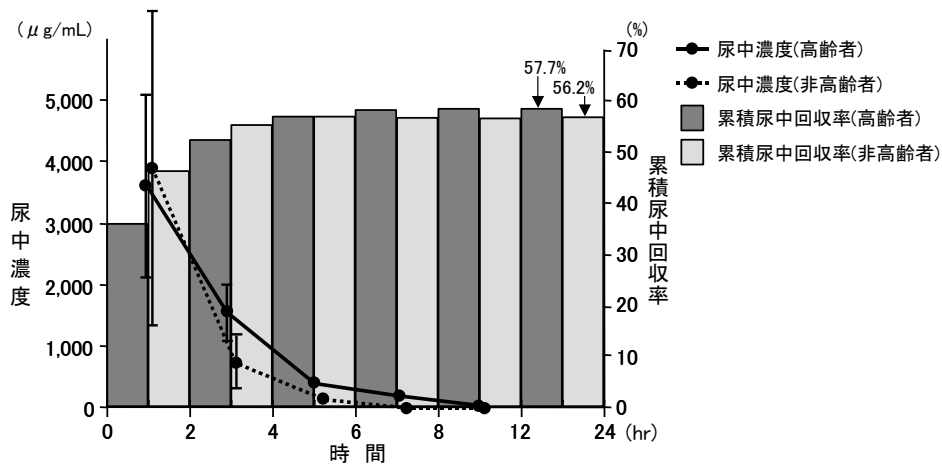 (μg/mL)
(%)
尿中濃度(高齢者)
尿中濃度(非高齢者)
累積尿中回収率(高齢者)
累積尿中回収率(非高齢者)
57.7%
56.2%
5,000
4,000
3,000
2,000
1,000
0
尿中濃度
70
60
50
40
30
20
10
0
累積尿中回収率
0 2 4 6 8 12 24 (hr)
時 間